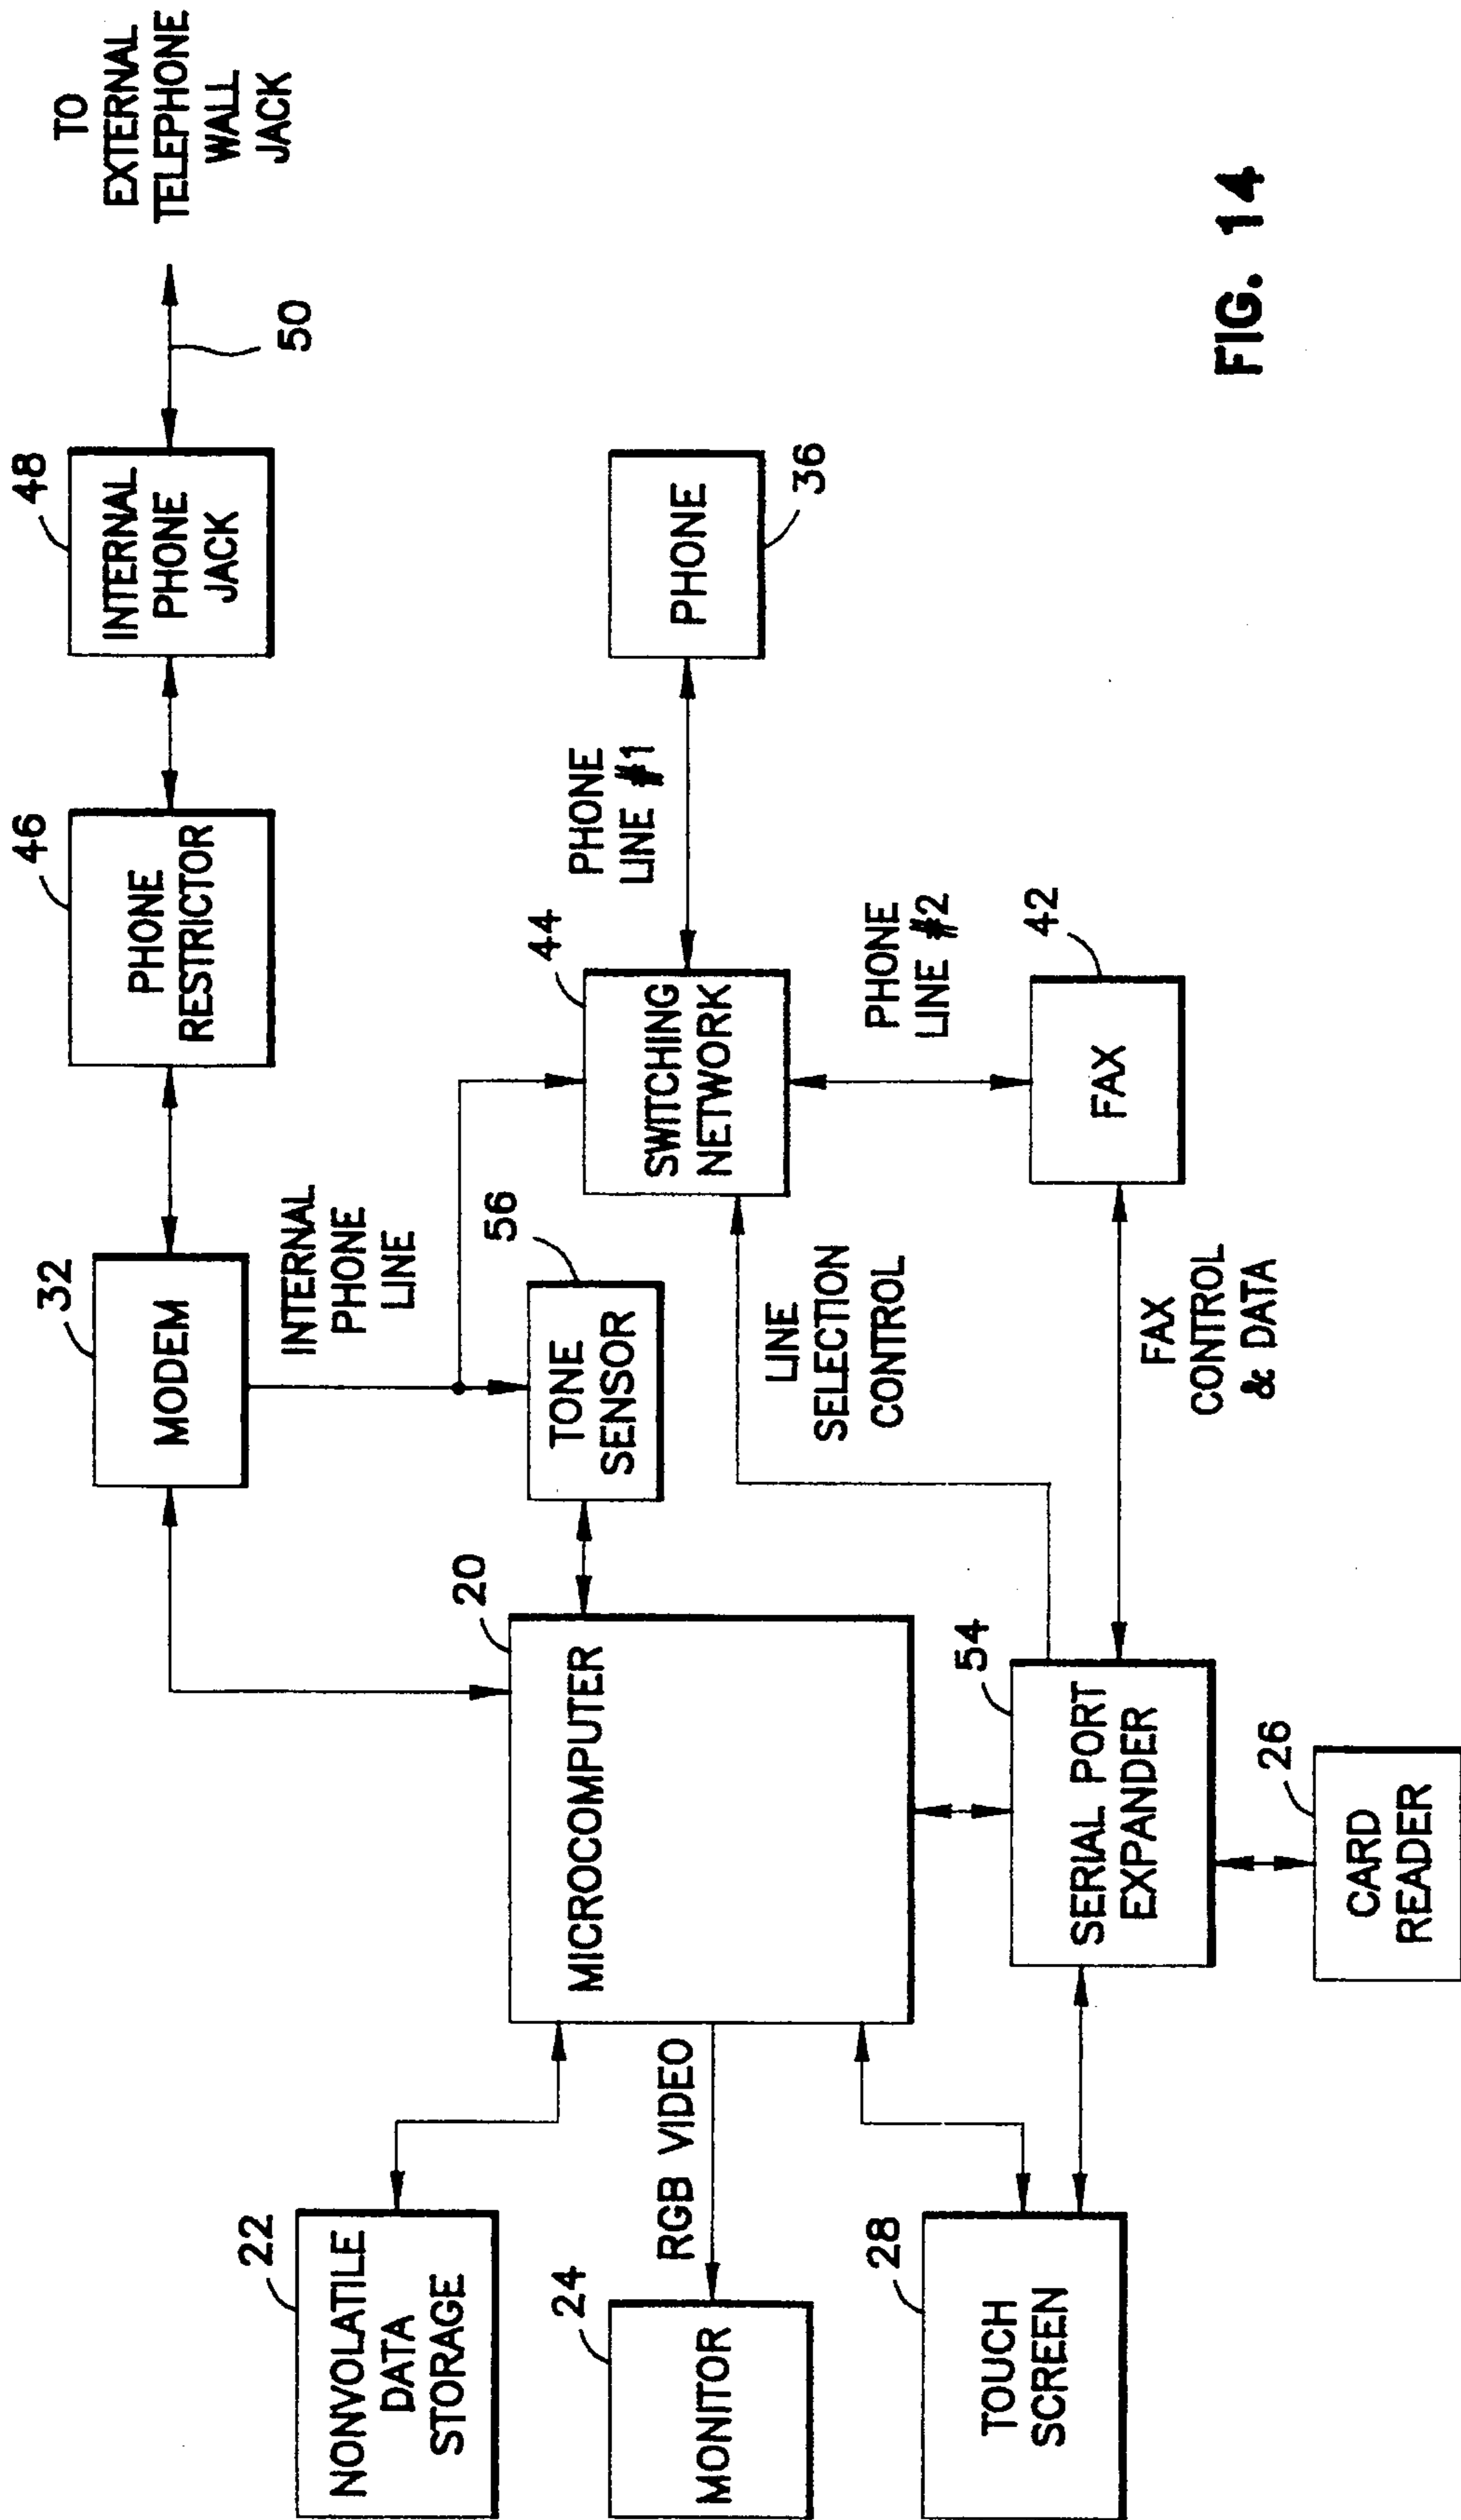 22
NONVOLATILE
DATA
STORAGE
24
MONITOR
28
TOUCH
SCREEN
RGB VIDEO
20
MICROCOMPUTER
54
SERIAL PORT
EXPANDER
26
CARD
READER
32
MODEM
INTERNAL
PHONE
LINE
56
TONE
SENSOR
LINE
SELECTION
CONTROL
FAX
CONTROL
& DATA
46
PHONE
RESTRICTOR
44
SWITCHING
NETWORK
PHONE
LINE #1
PHONE
LINE #2
42
FAX
48
INTERNAL
PHONE
JACK
PHONE
36
50
TO
EXTERNAL
TELEPHONE
WALL
JACK
FIG. 14